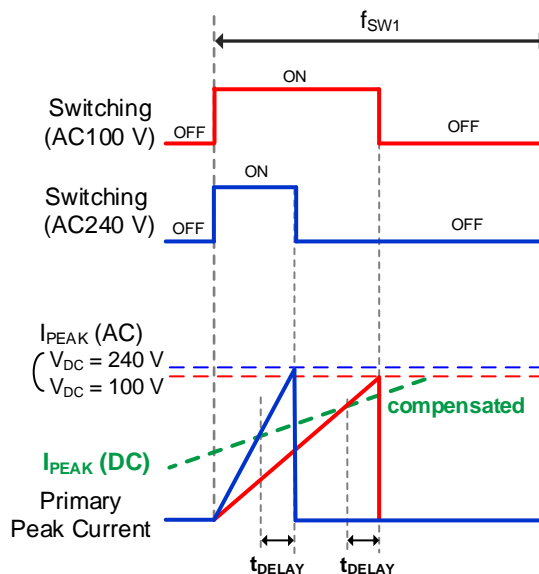 fSW1
ON
Switching
(AC100 V)
OFF
OFF
ON
Switching
(AC240 V)
OFF
OFF
IPEAK (AC)
VDC = 240 V
VDC = 100 V
compensated
IPEAK (DC)
Primary
Peak Current
tDELAY
tDELAY